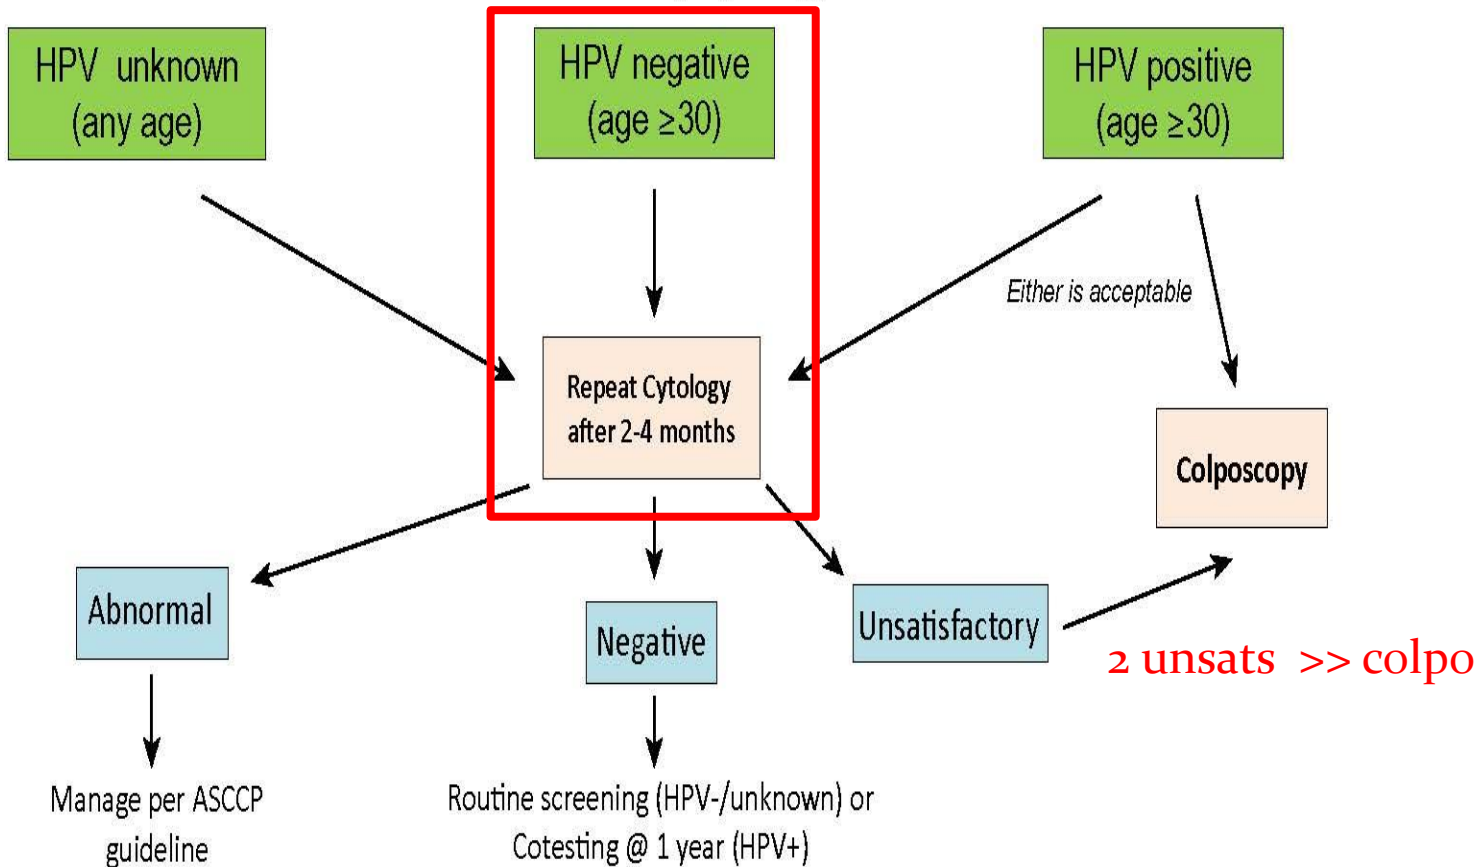 HPV unknown
(any age)
HPV negative
(age ≥30)
HPV positive
(age ≥30)
Either is acceptable
Repeat Cytology
after 2-4 months
Colposcopy
Abnormal
Negative
Unsatisfactory
2 unsats >> colpo
Manage per ASCCP
guideline
Routine screening (HPV-/unknown) or
Cotesting @ 1 year (HPV+)